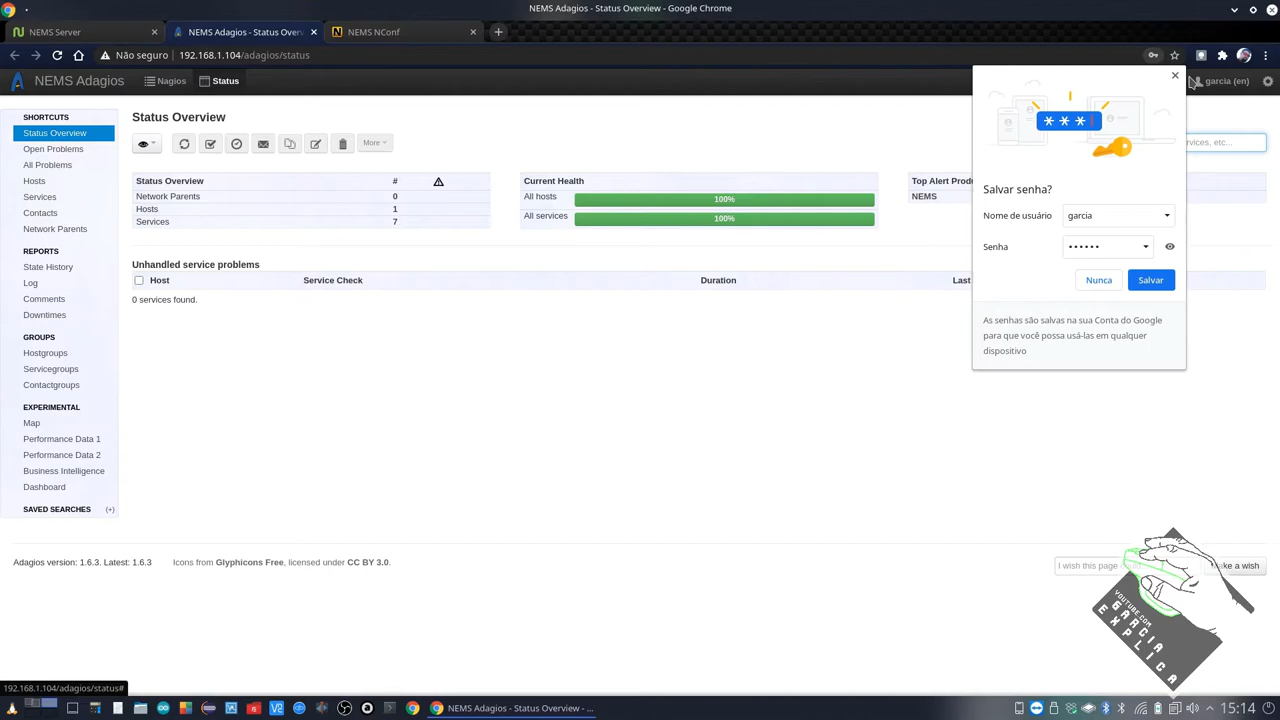 NEMS Adagios - Status Overview - Google Chrome
NEMS Server
NEMS Adagios - Status Overv
NEMS NConf
Não seguro
192.168.1.104/adagios/status
NEMS Adagios
Nagios
Status
garcia (en)
SHORTCUTS
Status Overview
Open Problems
All Problems
Hosts
Services
Contacts
Network Parents
REPORTS
State History
Log
Comments
Downtimes
GROUPS
Hostgroups
Servicegroups
Contactgroups
EXPERIMENTAL
Map
Performance Data 1
Performance Data 2
Business Intelligence
Dashboard
SAVED SEARCHES (+)
Status Overview
More
Status Overview #
Network Parents 0
Hosts 1
Services 7
Current Health
All hosts 100%
All services 100%
Top Alert Produ
NEMS
rvices, etc...
Unhandled service problems
Host Service Check Duration Last
0 services found.
Salvar senha?
Nome de usuário garcia
Senha ••••••
Nunca Salvar
As senhas são salvas na sua Conta do Google
para que você possa usá-las em qualquer
dispositivo
Adagios version: 1.6.3. Latest: 1.6.3
Icons from Glyphicons Free, licensed under CC BY 3.0.
I wish this page
ake a wish
YOUTUBE.COM
GARCIA
EXPLICA
192.168.1.104/adagios/status#
NEMS Adagios - Status Overview - ...
15:14